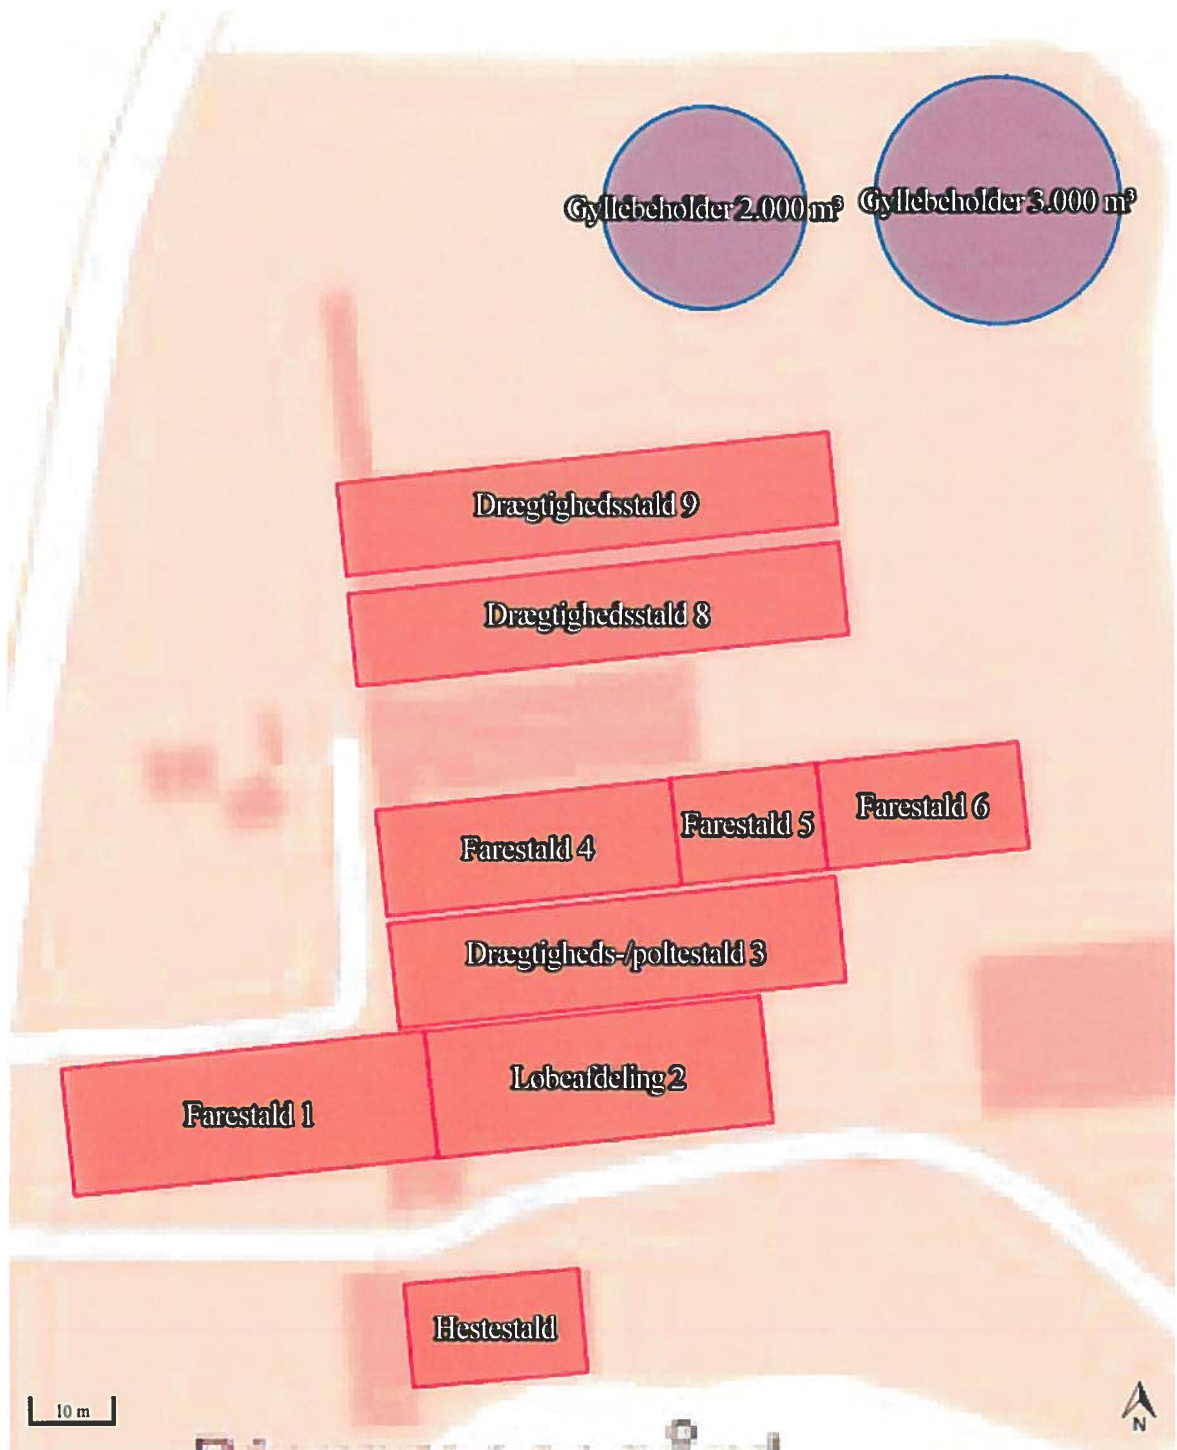 Gyllebeholder 2.000 m³
Gyllebeholder 3.000 m³
Drægtighedsstald 9
Drægtighedsstald 8
Farestald 4
Farestald 5
Farestald 6
Drægtigheds-/poltestald 3
Løbeafdeling 2
Farestald 1
Hestestald
10 m
N